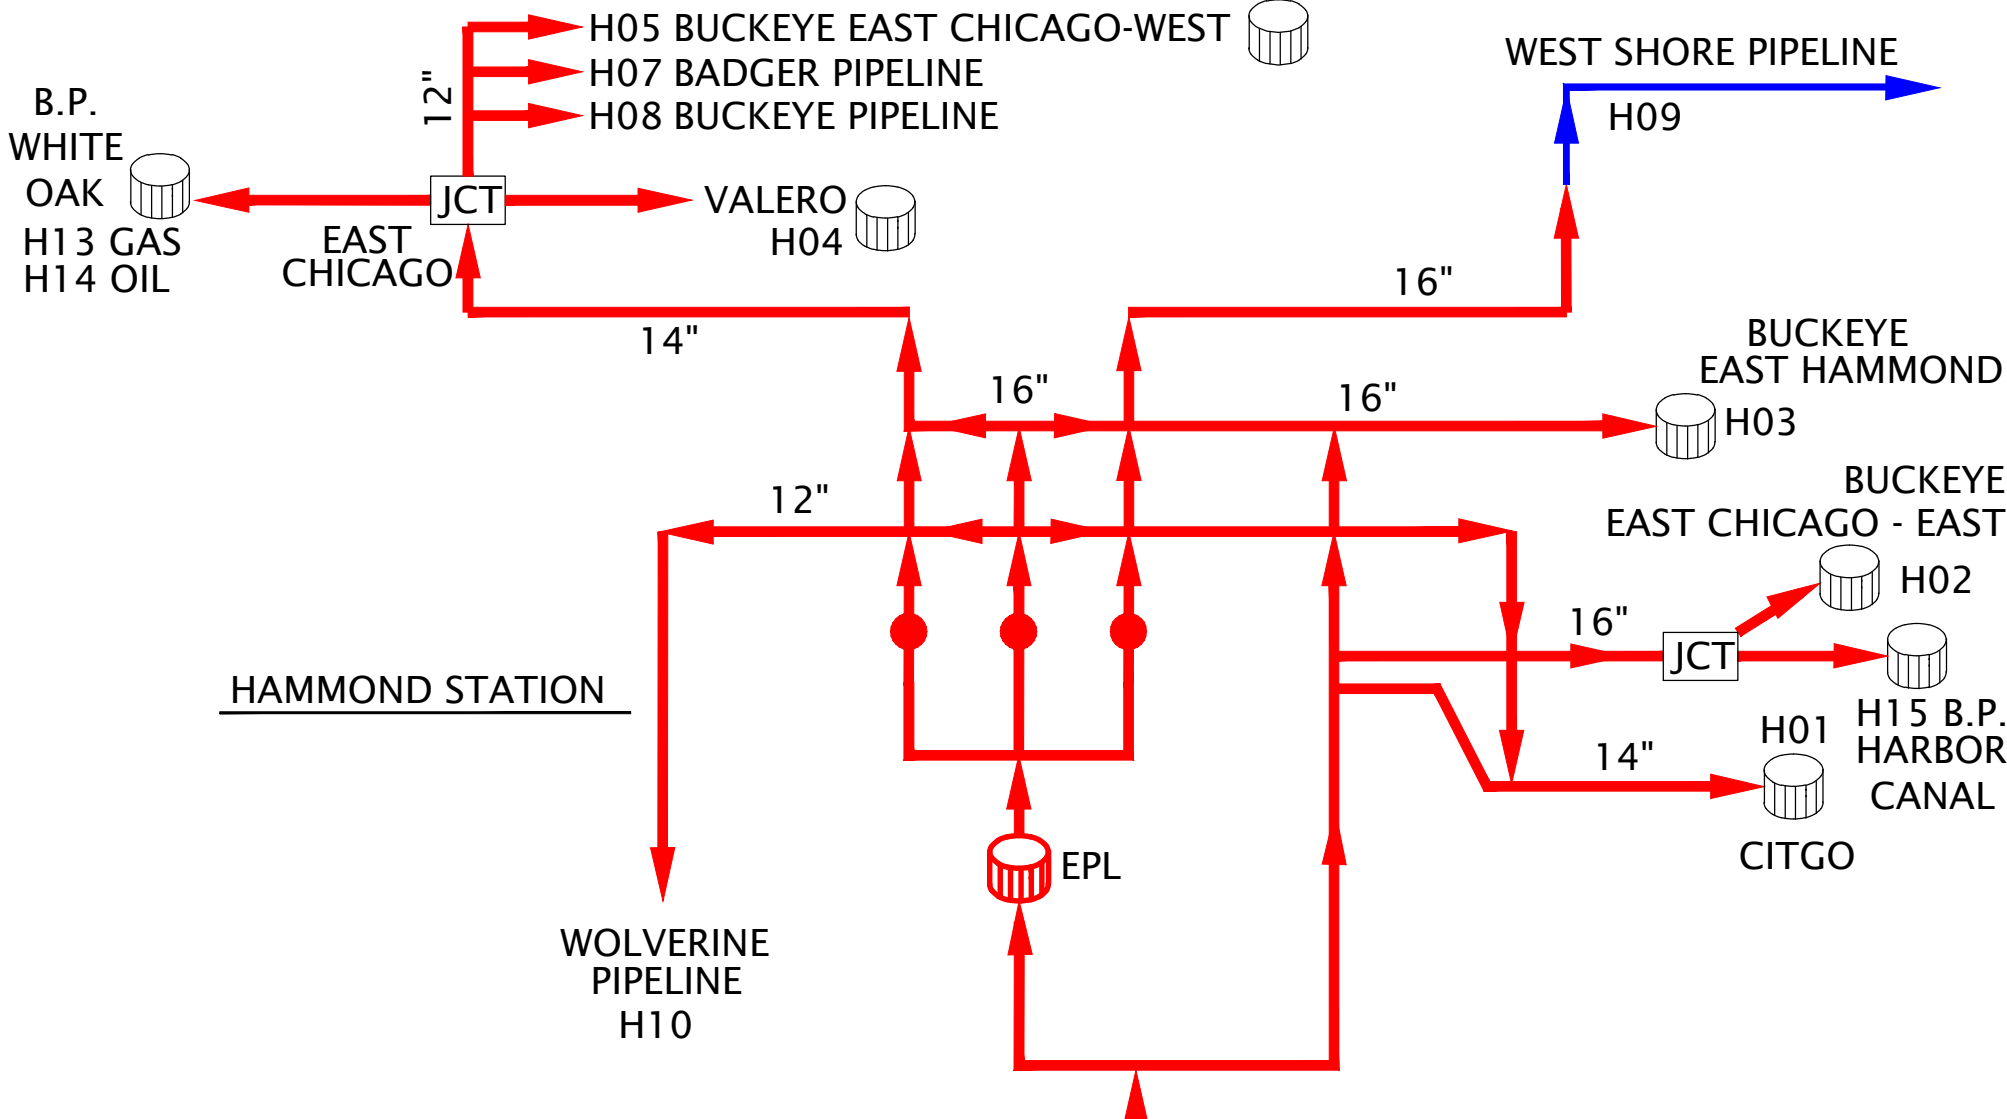 H05 BUCKEYE EAST CHICAGO-WEST
H07 BADGER PIPELINE
H08 BUCKEYE PIPELINE
12"
WEST SHORE PIPELINE
H09
B.P.
WHITE
OAK
H13 GAS
H14 OIL
JCT
EAST
CHICAGO
VALERO
H04
14"
16"
16"
16"
BUCKEYE
EAST HAMMOND
H03
12"
BUCKEYE
EAST CHICAGO - EAST
H02
16"
JCT
HAMMOND STATION
H15 B.P.
HARBOR
CANAL
H01
14"
CITGO
EPL
WOLVERINE
PIPELINE
H10